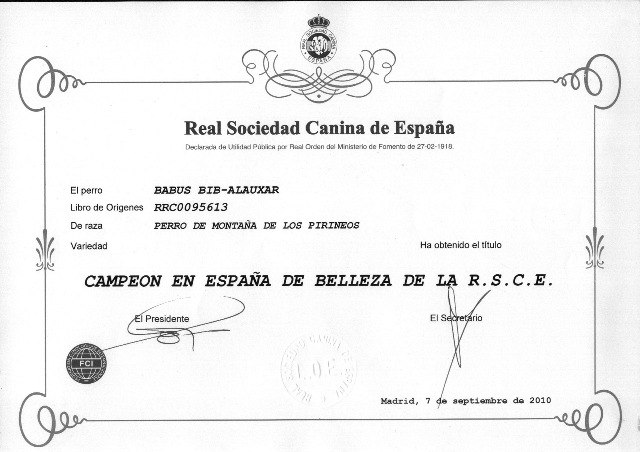 Real Sociedad Canina de España
Declarada de Utilidad Pública por Real Orden del Ministerio de Fomento de 27-02-1918.
El perro BABUS BIB-ALAUXAR
Libro de Origenes RRC0095613
De raza PERRO DE MONTAÑA DE LOS PIRINEOS
Variedad Ha obtenido el título
CAMPEON EN ESPAÑA DE BELLEZA DE LA R.S.C.E.
El Presidente El Secretario
FCI
Madrid, 7 de septiembre de 2010